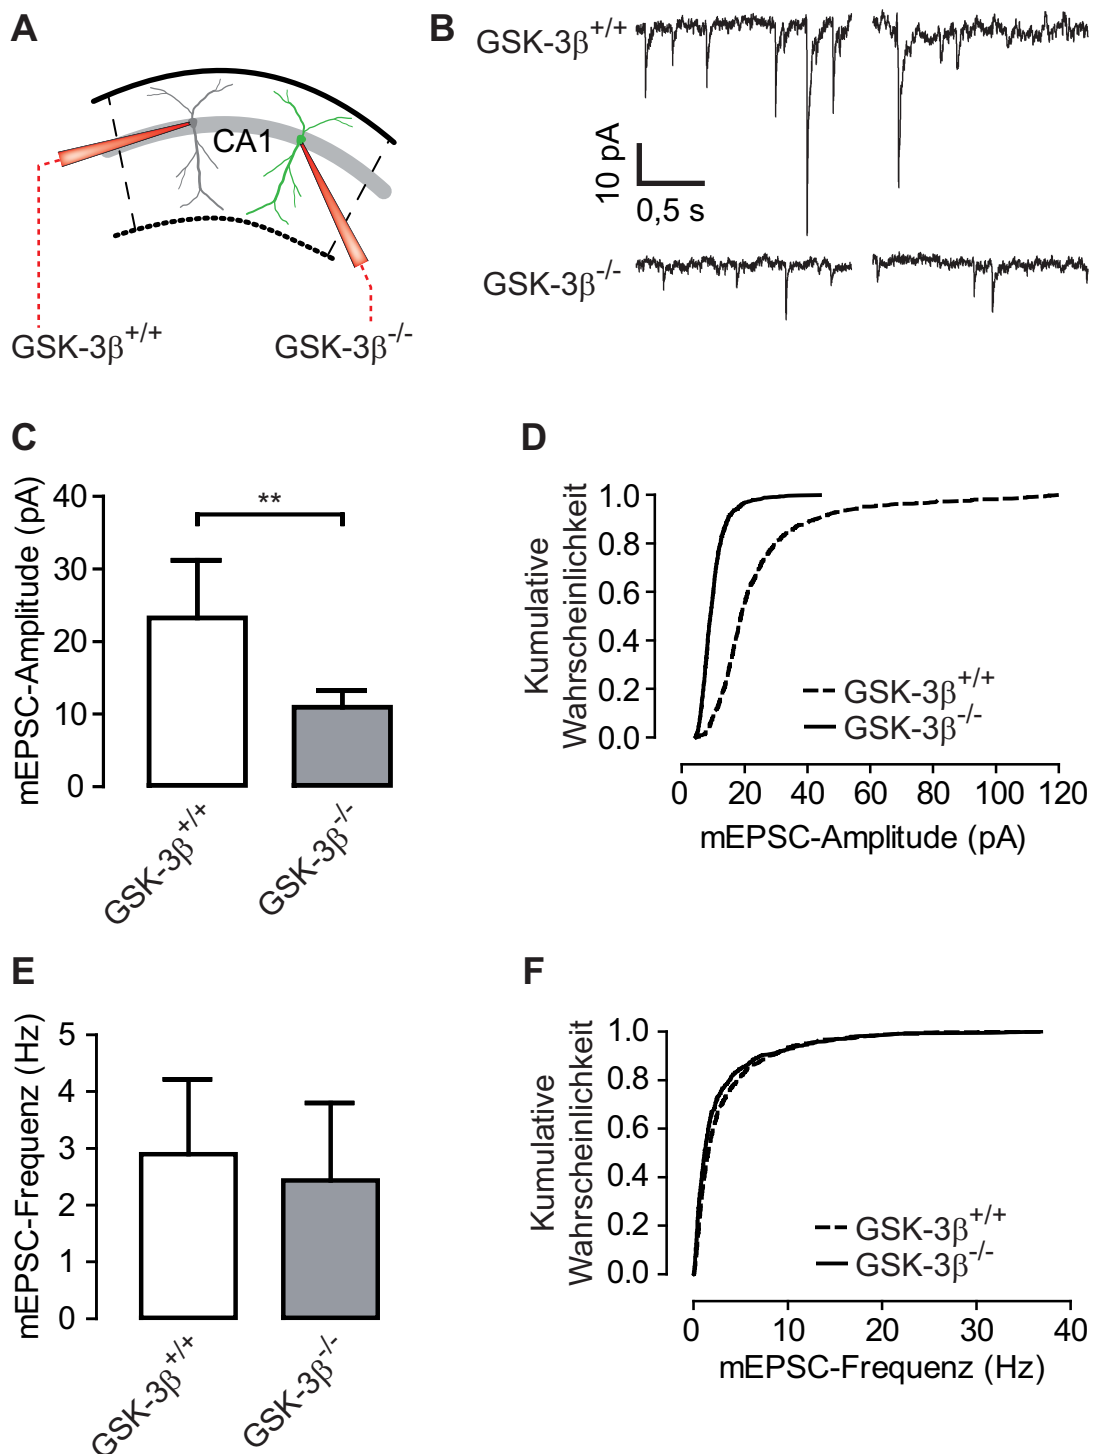 A
CA1
GSK-3β+/+
GSK-3β-/-
B
GSK-3β+/+
10 pA
0,5 s
GSK-3β-/-
C
mEPSC-Amplitude (pA)
40
30
20
10
0
**
GSK-3β+/+
GSK-3β-/-
D
Kumulative
Wahrscheinlichkeit
1.0
0.8
0.6
0.4
0.2
0.0
GSK-3β+/+
GSK-3β-/-
0 20 40 60 80 100 120
mEPSC-Amplitude (pA)
E
mEPSC-Frequenz (Hz)
5
4
3
2
1
0
GSK-3β+/+
GSK-3β-/-
F
Kumulative
Wahrscheinlichkeit
1.0
0.8
0.6
0.4
0.2
0.0
GSK-3β+/+
GSK-3β-/-
0 10 20 30 40
mEPSC-Frequenz (Hz)